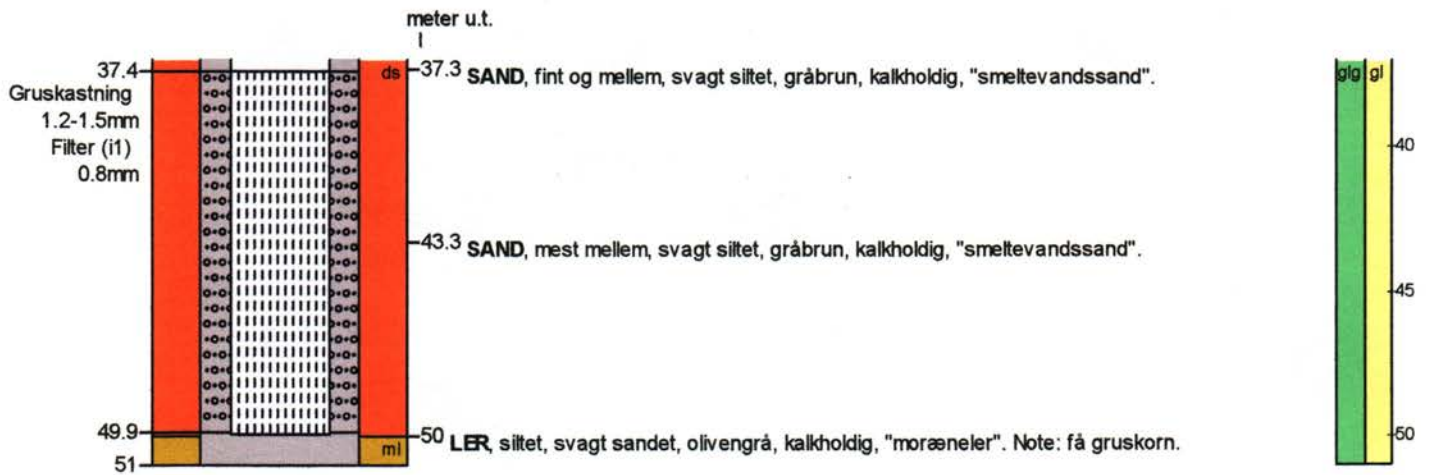 meter u.t.
37.4
ds
37.3 SAND, fint og mellem, svagt siltet, gråbrun, kalkholdig, "smeltevandssand".
glg gl
Gruskastning
1.2-1.5mm
Filter (i1)
0.8mm
40
43.3 SAND, mest mellem, svagt siltet, gråbrun, kalkholdig, "smeltevandssand".
45
49.9
50 LER, siltet, svagt sandet, olivengrå, kalkholdig, "moræneler". Note: få gruskorn.
50
ml
51